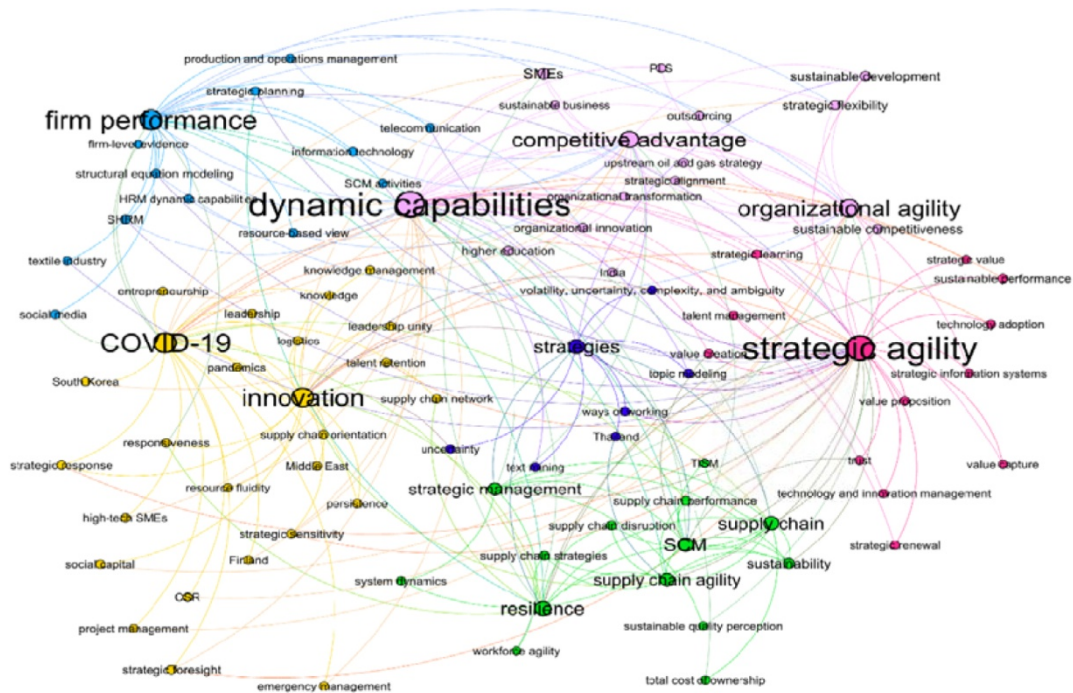 production and operations management
SMEs
PLS
sustainable development
strategic planning
sustainable business
strategic flexibility
firm performance
telecommunication
outsourcing
firm-level evidence
information technology
competitive advantage
upstream oil and gas strategy
structural equation modeling
SCM activities
strategic alignment
HRM dynamic capabilities
dynamic capabilities
organizational transformation
organizational agility
SHRM
resource-based view
organizational innovation
sustainable competitiveness
higher education
strategic learning
textile industry
knowledge management
India
strategic value
sustainable performance
entrepreneurship
knowledge
volatility, uncertainty, complexity, and ambiguity
social media
leadership
leadership unity
talent management
technology adoption
COVID-19
logistics
strategies
value creation
strategic agility
pandemics
talent retention
topic modeling
strategic information systems
South Korea
innovation
supply chain network
ways of working
value proposition
responsiveness
supply chain orientation
Thailand
strategic response
Middle East
uncertainty
text mining
TISM
trust
value capture
resource fluidity
strategic management
technology and innovation management
high-tech SMEs
persistence
supply chain performance
supply chain disruption
supply chain
strategic sensitivity
SCM
strategic renewal
social capital
Finland
supply chain strategies
sustainability
system dynamics
supply chain agility
CSR
resilience
project management
sustainable quality perception
workforce agility
strategic foresight
total cost of ownership
emergency management